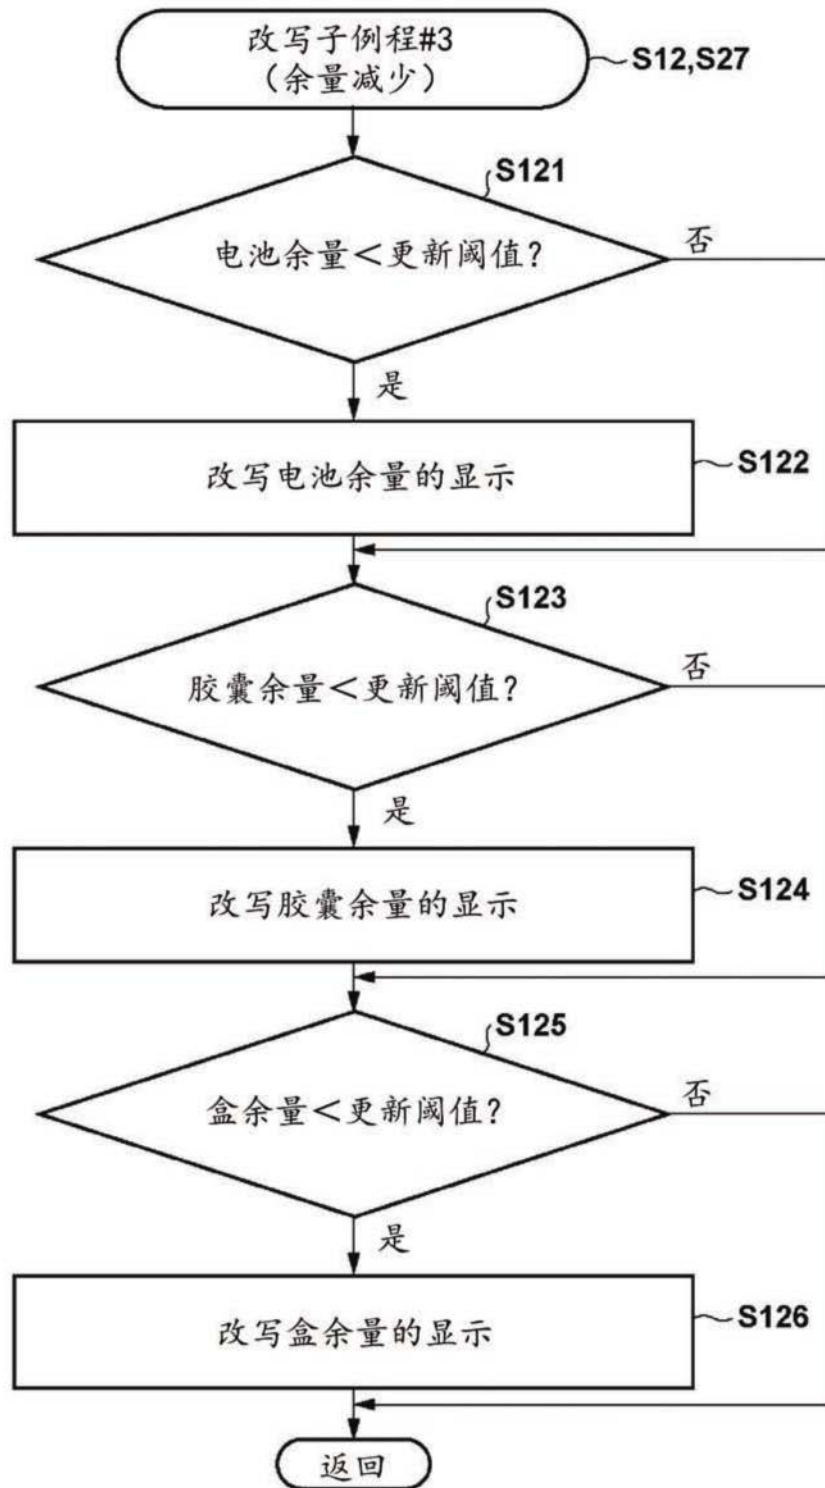 改写子例程#3
（余量减少）
S12,S27
S121
电池余量＜更新阈值？
否
是
改写电池余量的显示
S122
S123
胶囊余量＜更新阈值？
否
是
改写胶囊余量的显示
S124
S125
盒余量＜更新阈值？
否
是
改写盒余量的显示
S126
返回